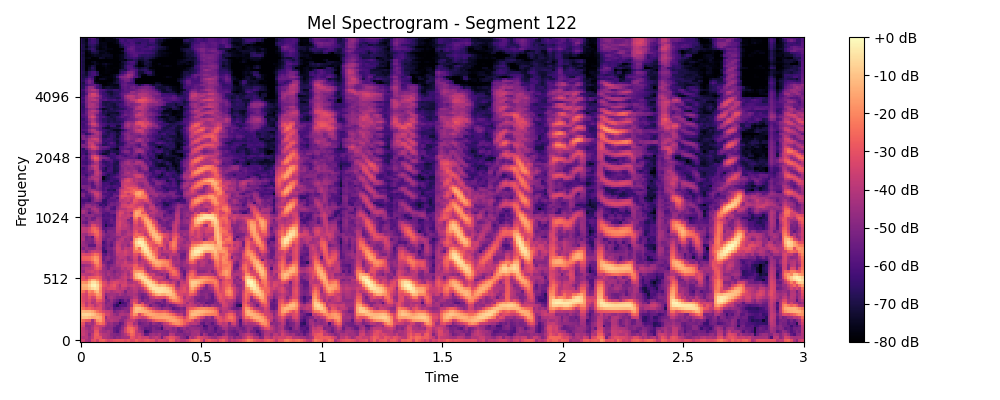 Mel Spectrogram - Segment 122
+0 dB
-10 dB
-20 dB
-30 dB
-40 dB
-50 dB
-60 dB
-70 dB
-80 dB
Frequency
4096
2048
1024
512
0
0 0.5 1 1.5 2 2.5 3
Time